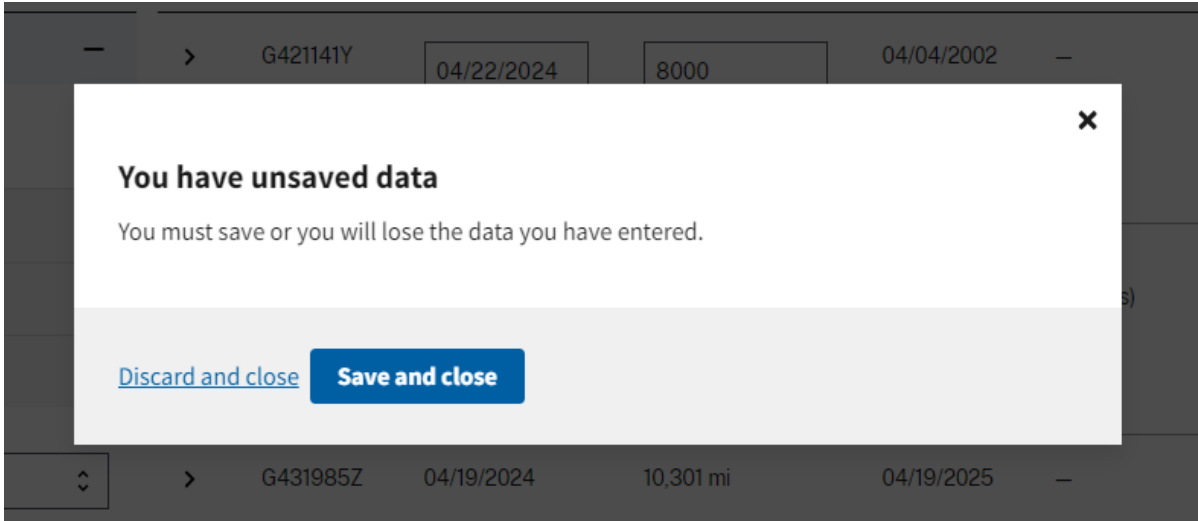 G421141Y 04/22/2024 8000 04/04/2002 —
You have unsaved data
You must save or you will lose the data you have entered.
s)
Discard and close Save and close
G431985Z 04/19/2024 10,301 mi 04/19/2025 —